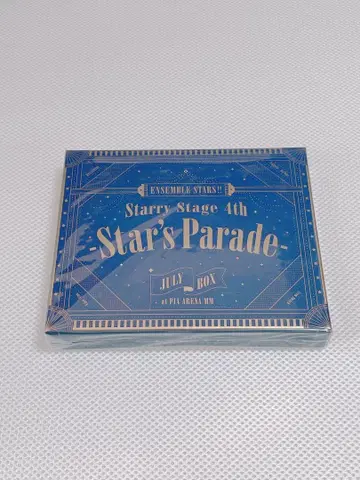 ENSEMBLE STARS!!
Starry Stage 4th
-Star's Parade-
JULY BOX
at PIA ARENA MM